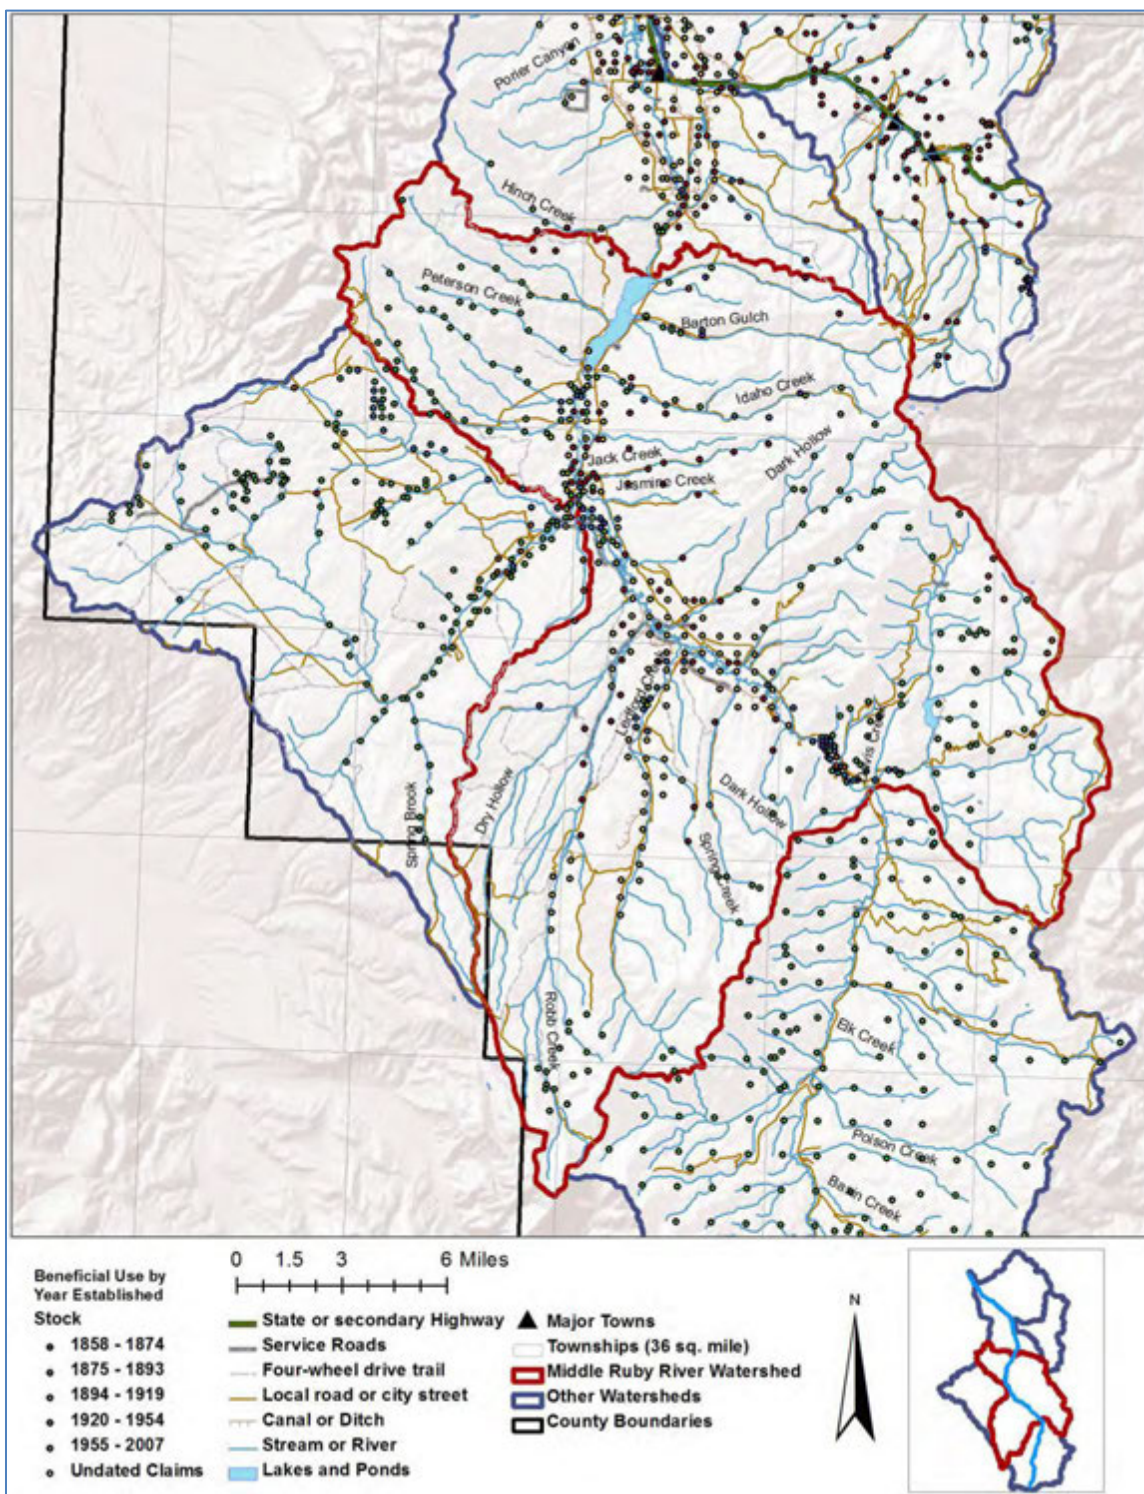 Porier Canyon
Hinch Creek
Peterson Creek
Barton Gulch
Idaho Creek
Dark Hollow
Jack Creek
Jasmine Creek
Ledford Creek
Dark Hollow
Dry Hollow
Spring Brook
Spring Creek
Robb Creek
Elk Creek
Poison Creek
Basin Creek
0 1.5 3 6 Miles
Beneficial Use by
Year Established
Stock
1858 - 1874
1875 - 1893
1894 - 1919
1920 - 1954
1955 - 2007
Undated Claims
State or secondary Highway
Service Roads
Four-wheel drive trail
Local road or city street
Canal or Ditch
Stream or River
Lakes and Ponds
Major Towns
Townships (36 sq. mile)
Middle Ruby River Watershed
Other Watersheds
County Boundaries
N